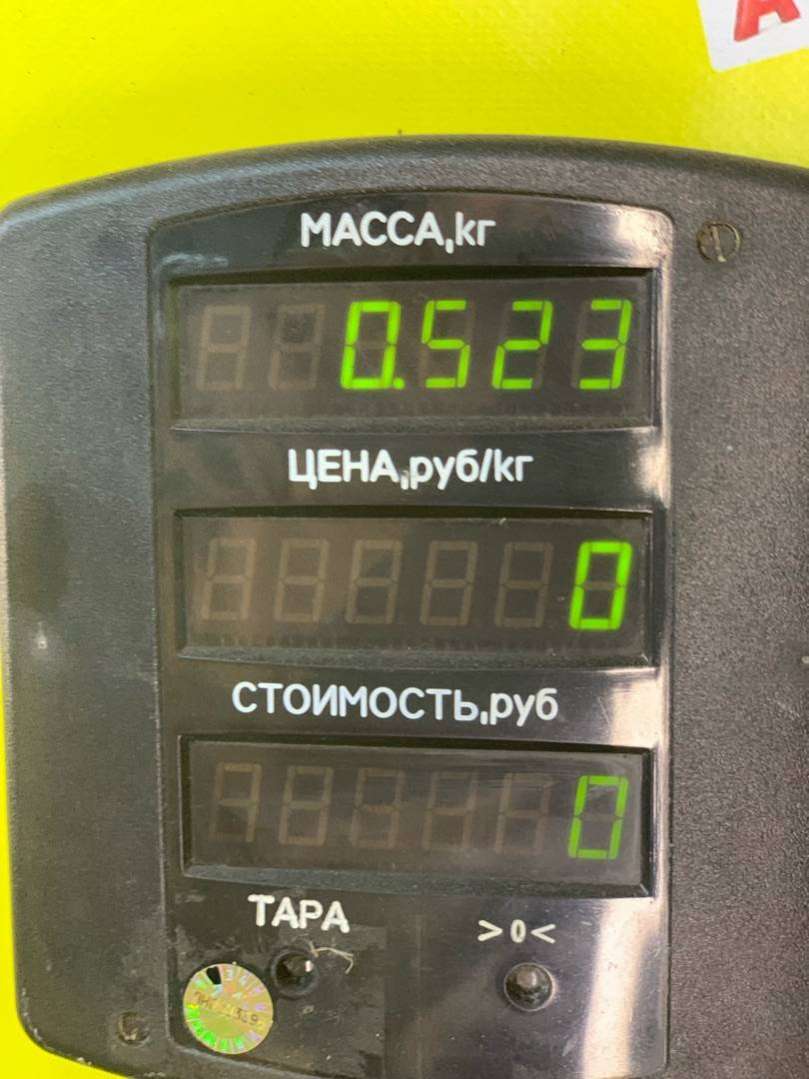 А
МАССА,кг
0.523
ЦЕНА,руб/кг
0
СТОИМОСТЬ,руб
0
ТАРА
>0<